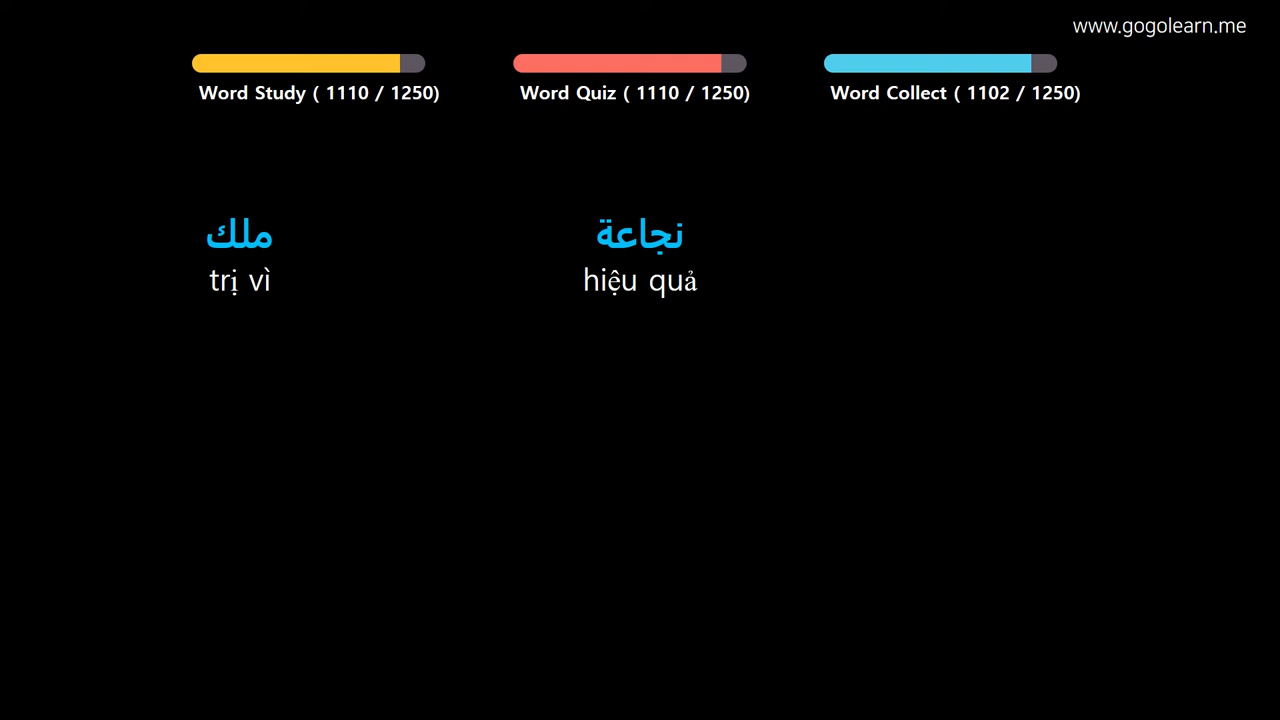 www.gogolearn.me
Word Study ( 1110 / 1250)
Word Quiz ( 1110 / 1250)
Word Collect ( 1102 / 1250)
ملك
trị vì
نجاعة
hiệu quả